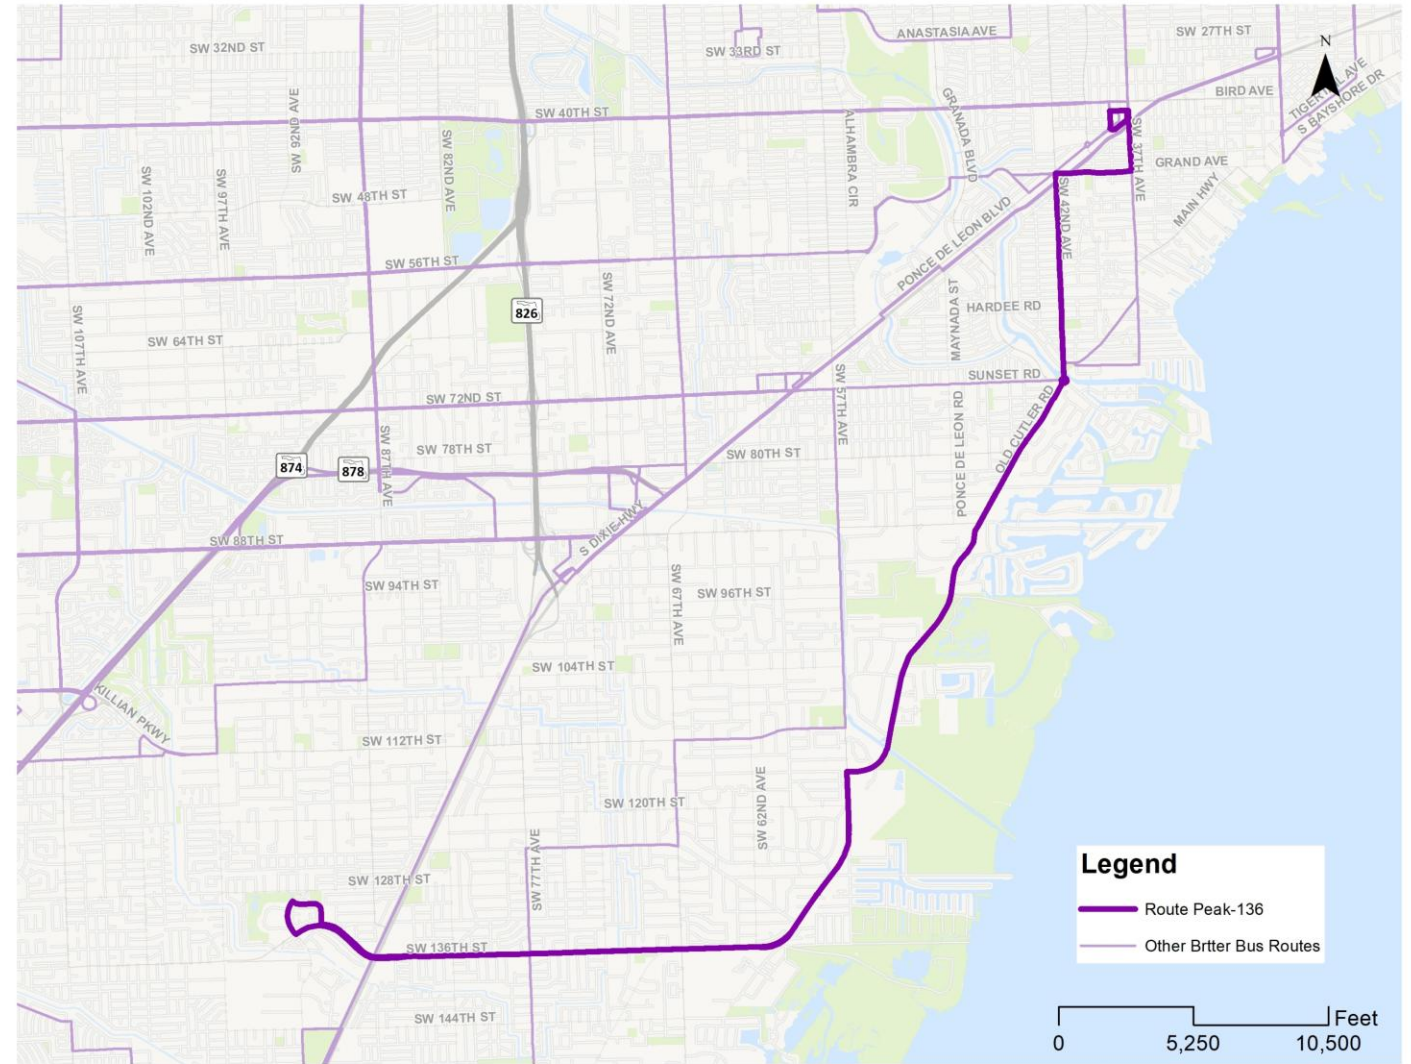 SW 32ND ST
SW 33RD ST
ANASTASIA AVE
SW 27TH ST
N
TIGERTAIL AVE
S BAYSHORE DR
BIRD AVE
SW 40TH ST
SW 92ND AVE
SW 82ND AVE
ALHAMBRA CIR
GRANADA BLVD
SW 37TH AVE
GRAND AVE
MAIN HWY
SW 102ND AVE
SW 97TH AVE
SW 48TH ST
SW 42ND AVE
PONCE DE LEON BLVD
SW 56TH ST
SW 72ND AVE
826
MAYNADA ST
HARDEE RD
SW 107TH AVE
SW 64TH ST
SUNSET RD
SW 57TH AVE
SW 72ND ST
OLD CUTLER RD
PONCE DE LEON RD
SW 87TH AVE
SW 78TH ST
SW 80TH ST
874
878
S DIXIE HWY
SW 88TH ST
SW 94TH ST
SW 67TH AVE
SW 96TH ST
SW 104TH ST
KILLIAN PKWY
SW 112TH ST
SW 120TH ST
SW 62ND AVE
SW 77TH AVE
SW 128TH ST
SW 136TH ST
SW 144TH ST
Legend
Route Peak-136
Other Brtter Bus Routes
Feet
0 5,250 10,500